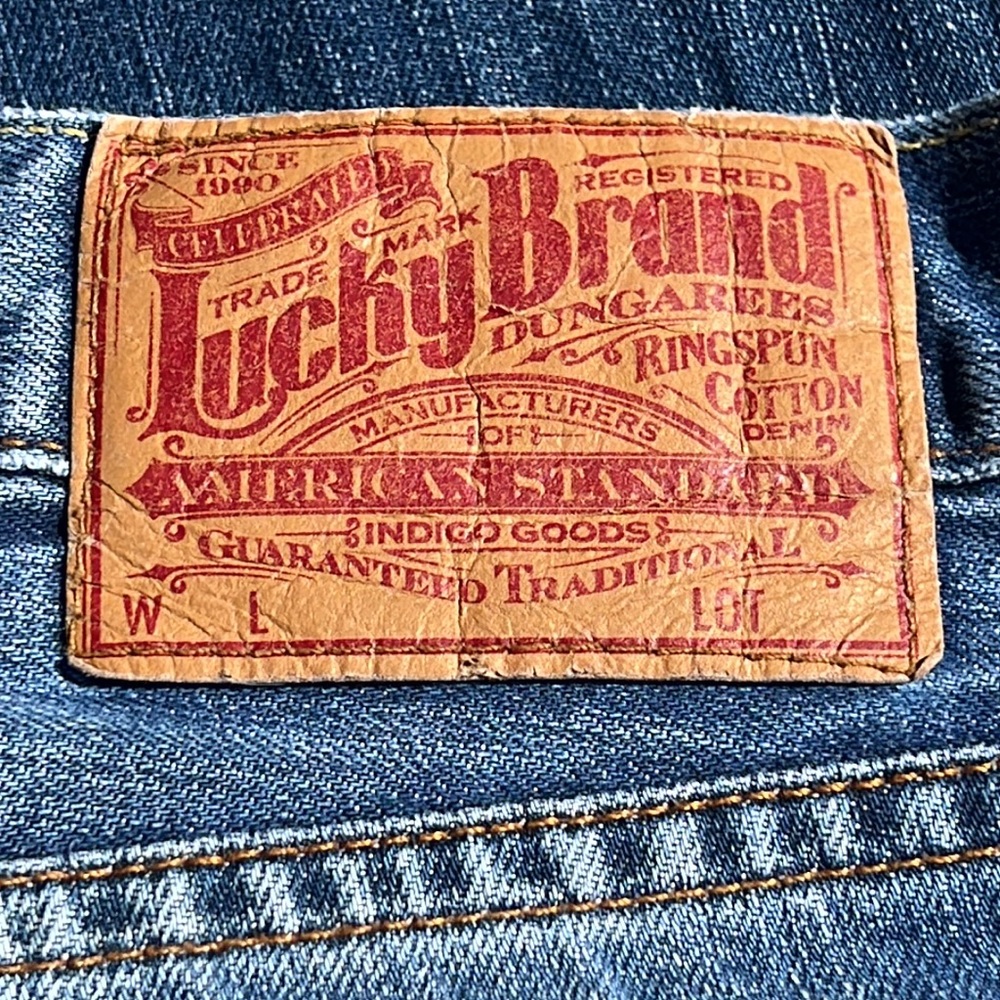 SINCE
1990
CELEBRATED
TRADE MARK
REGISTERED
Lucky Brand
DUNGAREES
RINGSPUN
COTTON
DENIM
MANUFACTURERS
OF
AMERICAN STANDARD
INDIGO GOODS
GUARANTEED TRADITIONAL
W L LOT